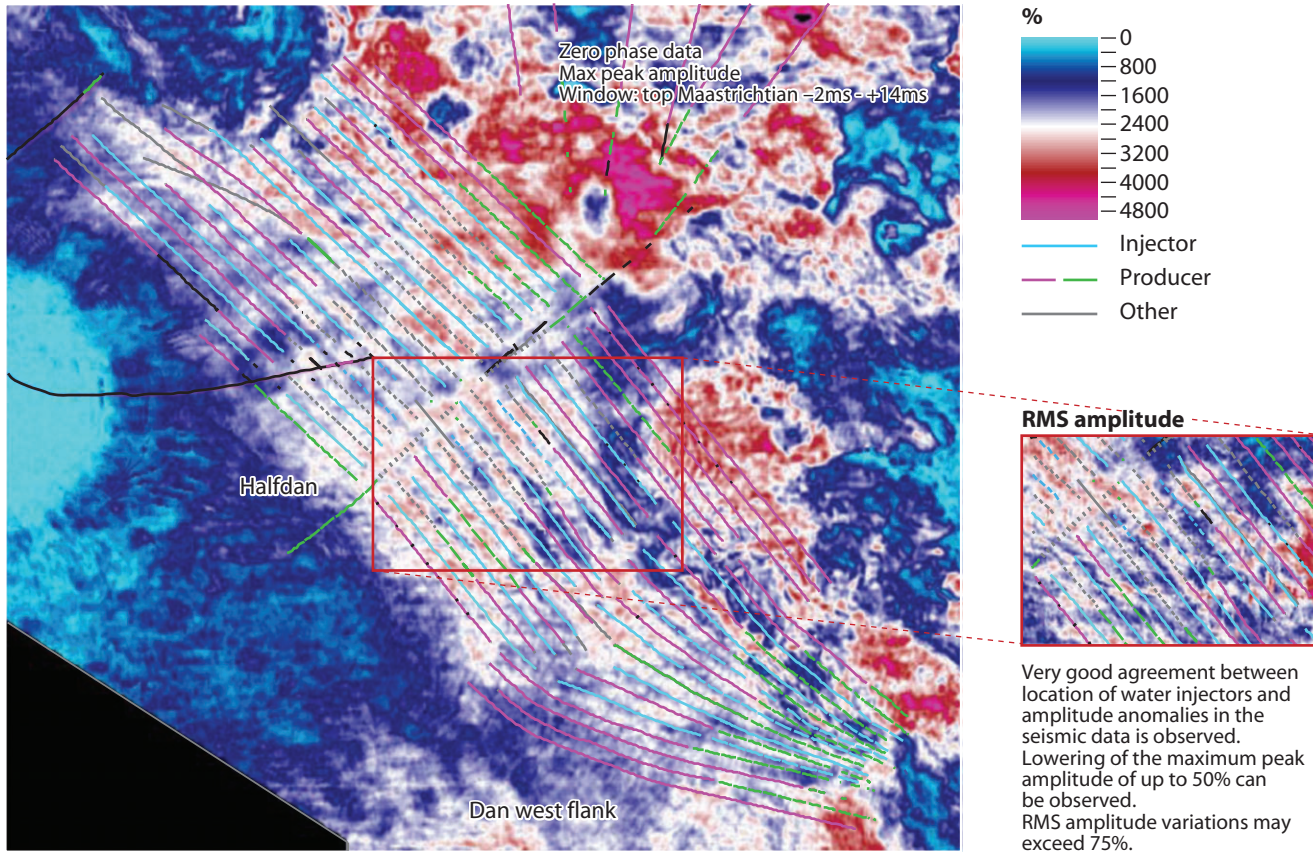 Zero phase data
Max peak amplitude
Window: top Maastrichtian –2ms - +14ms
Halfdan
Dan west flank
%
0
800
1600
2400
3200
4000
4800
Injector
Producer
Other
RMS amplitude
Very good agreement between
location of water injectors and
amplitude anomalies in the
seismic data is observed.
Lowering of the maximum peak
amplitude of up to 50% can
be observed.
RMS amplitude variations may
exceed 75%.